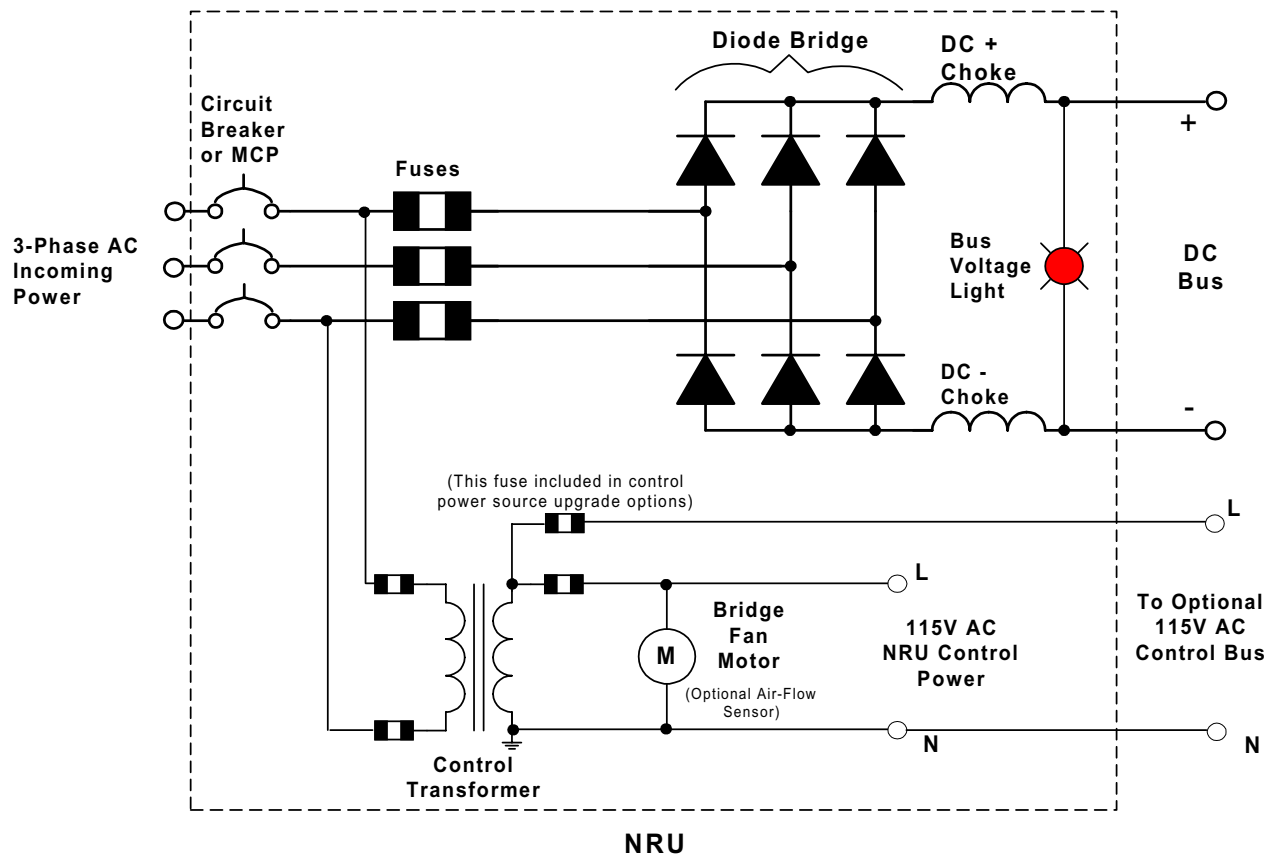 Diode Bridge
DC +
Choke
Circuit
Breaker
or MCP
Fuses
+
3-Phase AC
Incoming
Power
Bus
Voltage
Light
DC
Bus
DC -
Choke
-
(This fuse included in control
power source upgrade options)
L
L
Bridge
Fan
Motor
M
(Optional Air-Flow
Sensor)
115V AC
NRU Control
Power
To Optional
115V AC
Control Bus
N
N
Control
Transformer
NRU